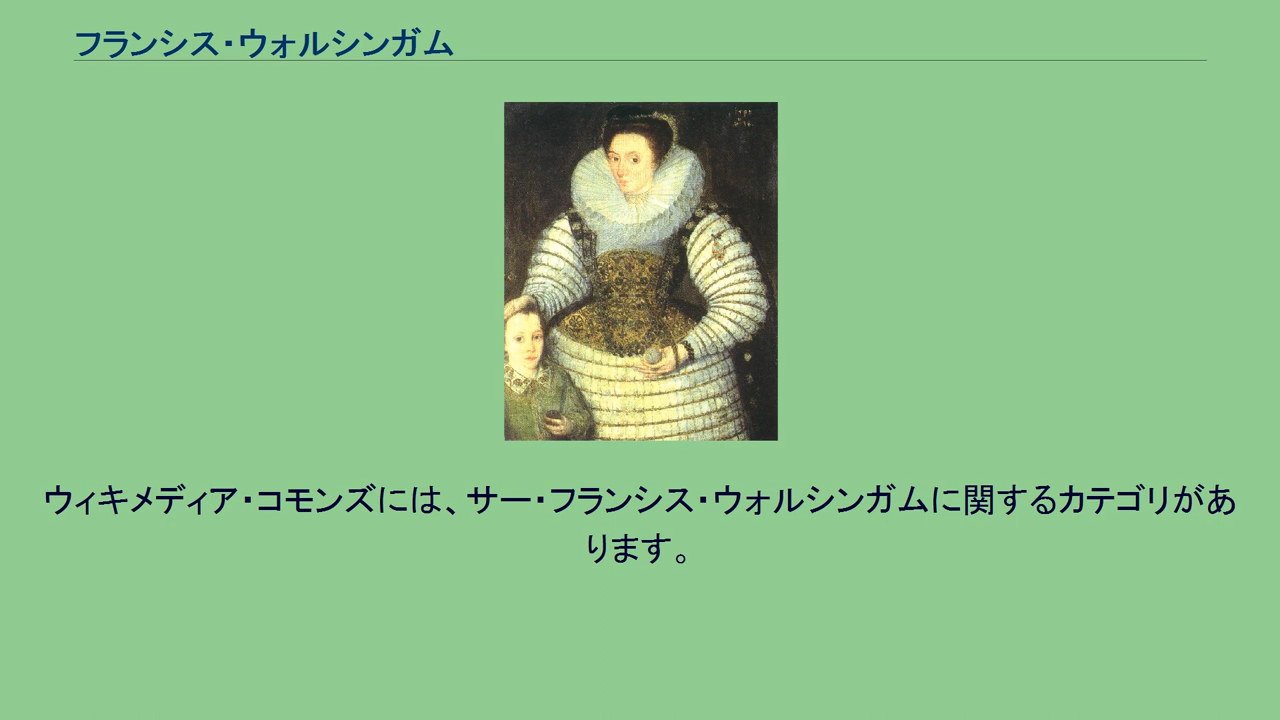 フランシス・ウォルシンガム
ウィキメディア・コモンズには、サー・フランシス・ウォルシンガムに関するカテゴリがあ
ります。